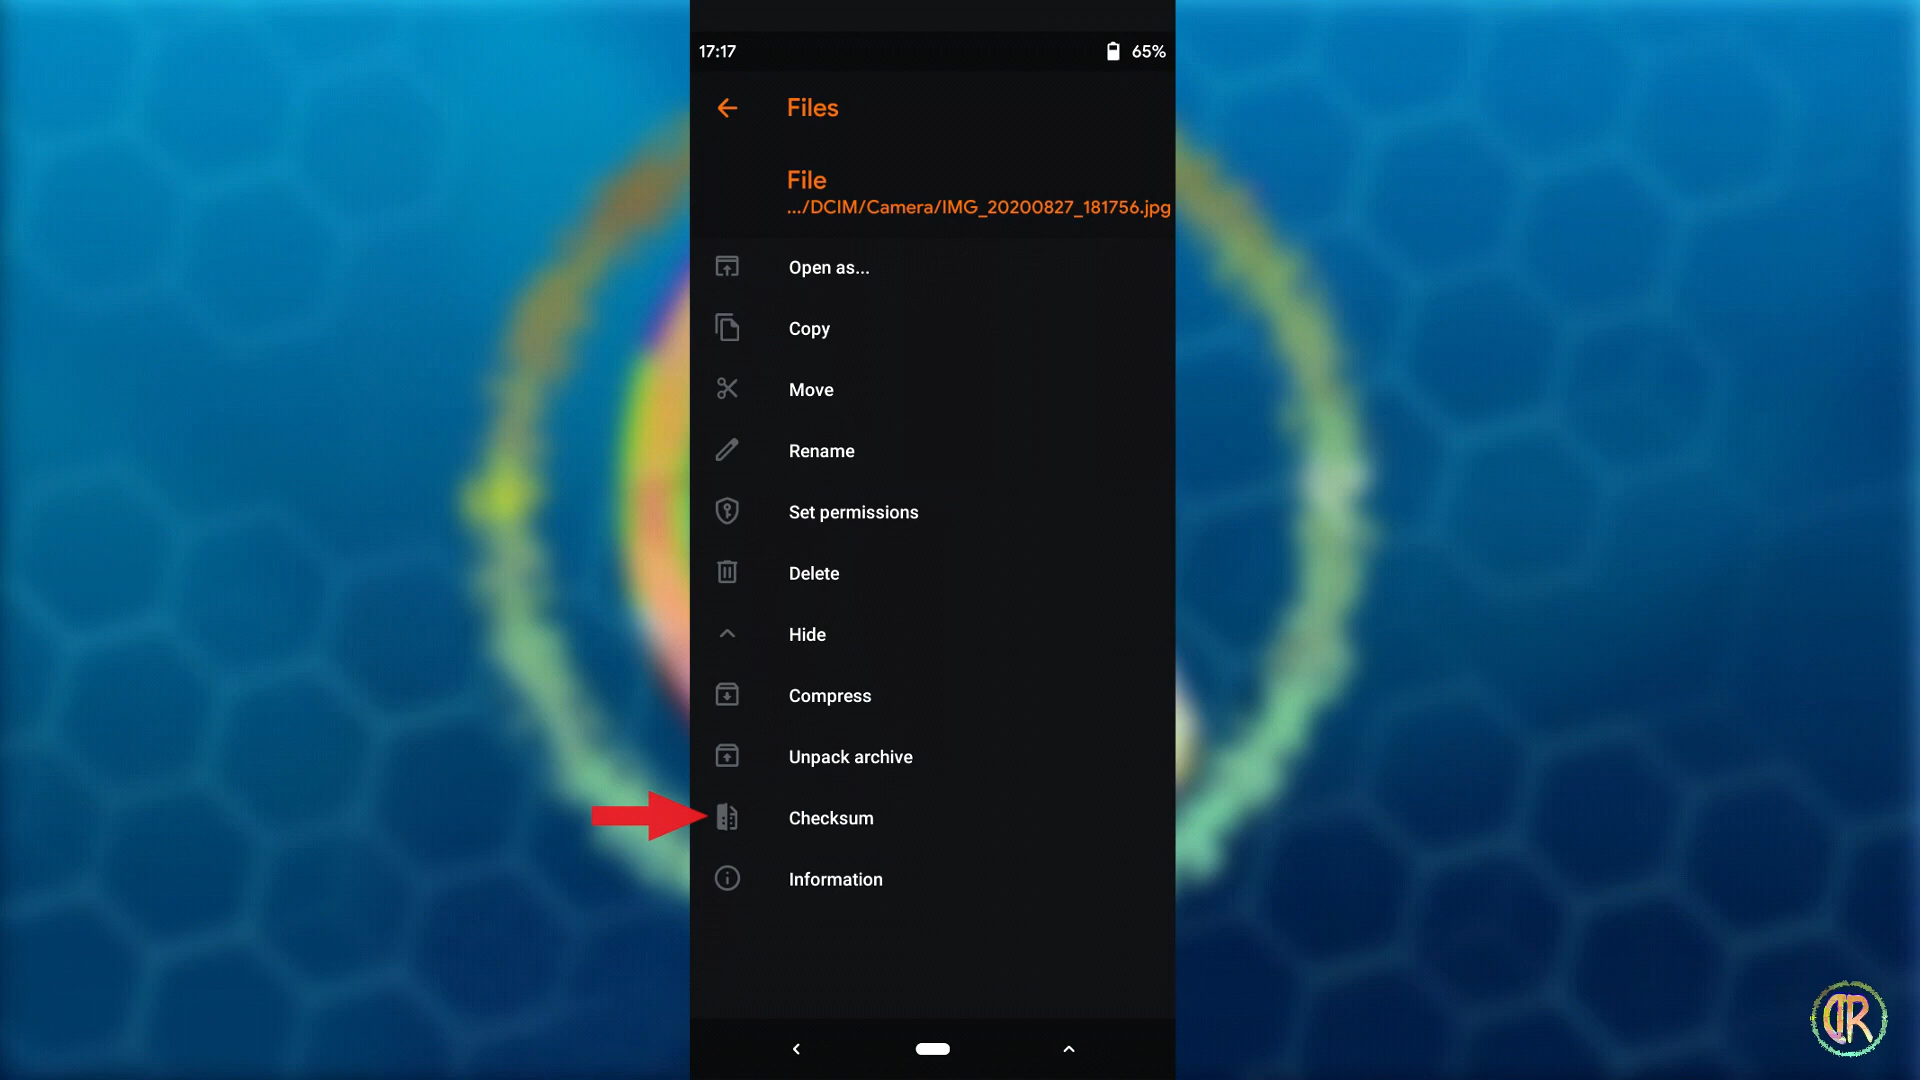 17:17
65%
Files
File
.../DCIM/Camera/IMG_20200827_181756.jpg
Open as...
Copy
Move
Rename
Set permissions
Delete
Hide
Compress
Unpack archive
Checksum
Information
DR